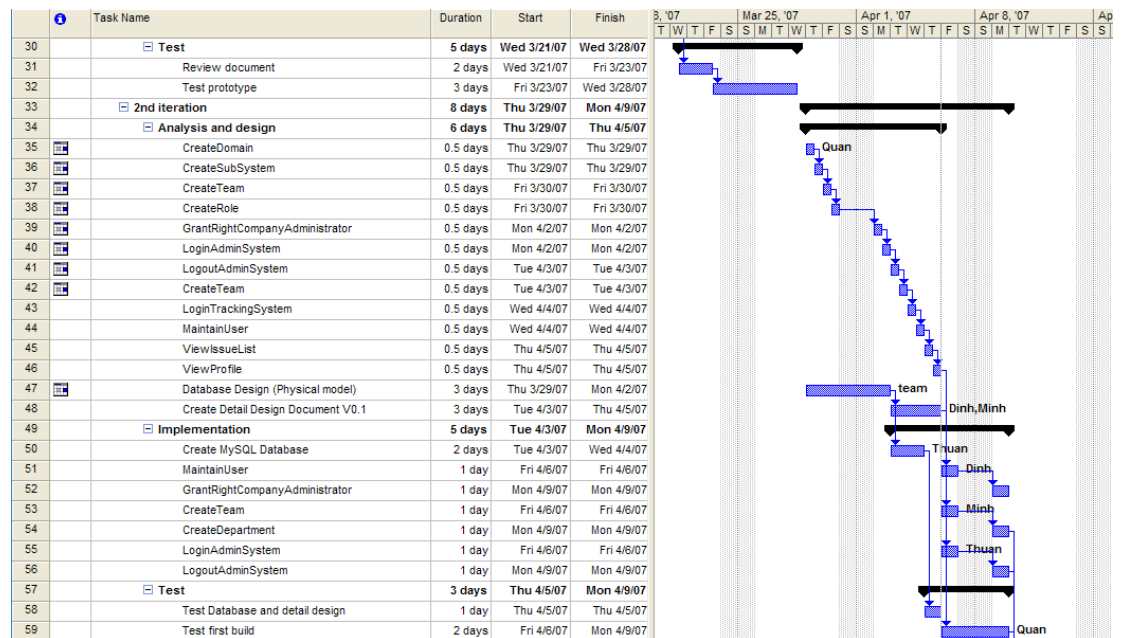 Task Name Duration Start Finish 3, '07 Mar 25, '07 Apr 1, '07 Apr 8, '07 Ap
T W T F S S M T W T F S S M T W T F S S M T W T F S S
30 Test 5 days Wed 3/21/07 Wed 3/28/07
31 Review document 2 days Wed 3/21/07 Fri 3/23/07
32 Test prototype 3 days Fri 3/23/07 Wed 3/28/07
33 2nd iteration 8 days Thu 3/29/07 Mon 4/9/07
34 Analysis and design 6 days Thu 3/29/07 Thu 4/5/07
35 CreateDomain 0.5 days Thu 3/29/07 Thu 3/29/07 Quan
36 CreateSubSystem 0.5 days Thu 3/29/07 Thu 3/29/07
37 CreateTeam 0.5 days Fri 3/30/07 Fri 3/30/07
38 CreateRole 0.5 days Fri 3/30/07 Fri 3/30/07
39 GrantRightCompanyAdministrator 0.5 days Mon 4/2/07 Mon 4/2/07
40 LoginAdminSystem 0.5 days Mon 4/2/07 Mon 4/2/07
41 LogoutAdminSystem 0.5 days Tue 4/3/07 Tue 4/3/07
42 CreateTeam 0.5 days Tue 4/3/07 Tue 4/3/07
43 LoginTrackingSystem 0.5 days Wed 4/4/07 Wed 4/4/07
44 MaintainUser 0.5 days Wed 4/4/07 Wed 4/4/07
45 ViewIssueList 0.5 days Thu 4/5/07 Thu 4/5/07
46 ViewProfile 0.5 days Thu 4/5/07 Thu 4/5/07
47 Database Design (Physical model) 3 days Thu 3/29/07 Mon 4/2/07 team
48 Create Detail Design Document V0.1 3 days Tue 4/3/07 Thu 4/5/07 Dinh,Minh
49 Implementation 5 days Tue 4/3/07 Mon 4/9/07
50 Create MySQL Database 2 days Tue 4/3/07 Wed 4/4/07 Thuan
51 MaintainUser 1 day Fri 4/6/07 Fri 4/6/07 Dinh
52 GrantRightCompanyAdministrator 1 day Mon 4/9/07 Mon 4/9/07
53 CreateTeam 1 day Fri 4/6/07 Fri 4/6/07 Minh
54 CreateDepartment 1 day Mon 4/9/07 Mon 4/9/07
55 LoginAdminSystem 1 day Fri 4/6/07 Fri 4/6/07 Thuan
56 LogoutAdminSystem 1 day Mon 4/9/07 Mon 4/9/07
57 Test 3 days Thu 4/5/07 Mon 4/9/07
58 Test Database and detail design 1 day Thu 4/5/07 Thu 4/5/07
59 Test first build 2 days Fri 4/6/07 Mon 4/9/07 Quan